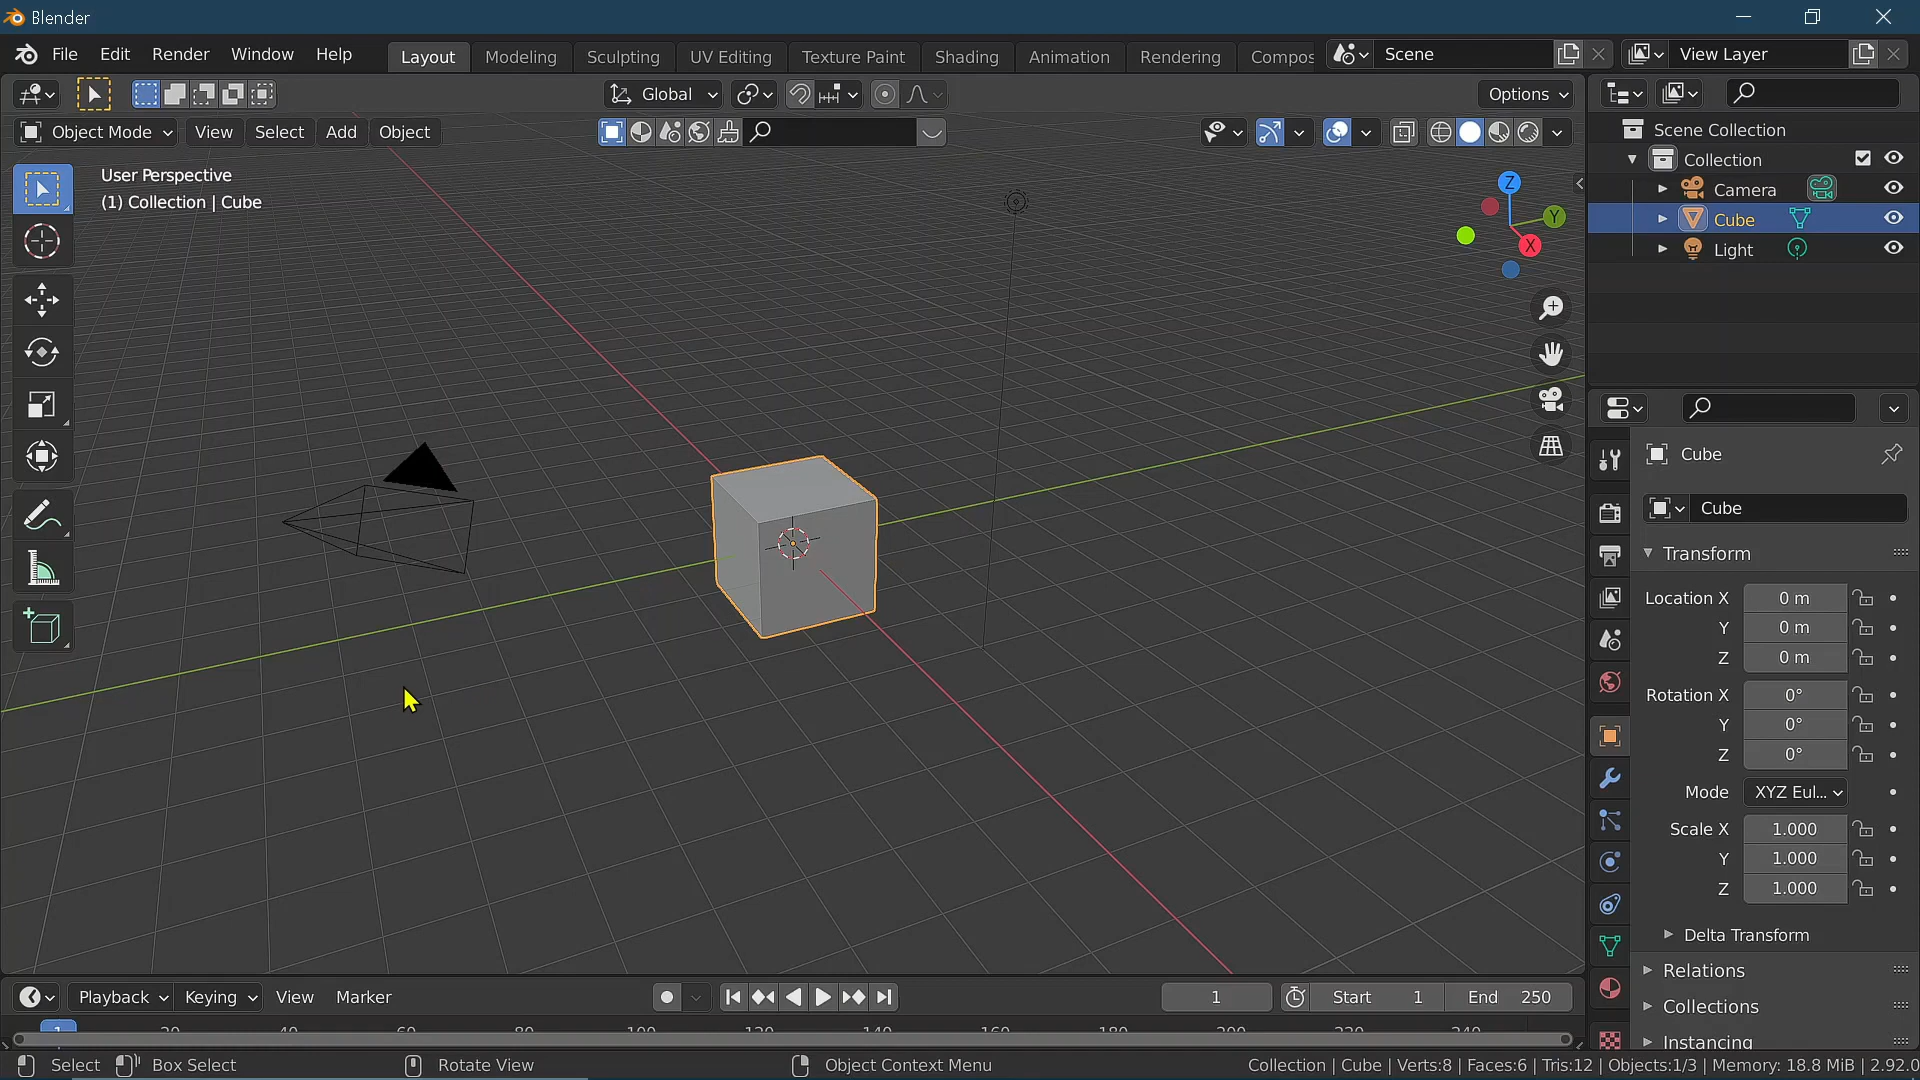 Blender
File Edit Render Window Help Layout Modeling Sculpting UV Editing Texture Paint Shading Animation Rendering Compos Scene View Layer
Global Options
Object Mode View Select Add Object
User Perspective
(1) Collection | Cube
Z
Y
X
Scene Collection
Collection
Camera
Cube
Light
Cube
Cube
Transform
Location X 0 m
Y 0 m
Z 0 m
Rotation X 0°
Y 0°
Z 0°
Mode XYZ Eul...
Scale X 1.000
Y 1.000
Z 1.000
Delta Transform
Relations
Collections
Instancing
Playback Keying View Marker 1 Start 1 End 250
1 20 40 60 80 100 120 140 160 180 200 220 240
Select Box Select Rotate View Object Context Menu Collection | Cube | Verts:8 | Faces:6 | Tris:12 | Objects:1/3 | Memory: 18.8 MiB | 2.92.0